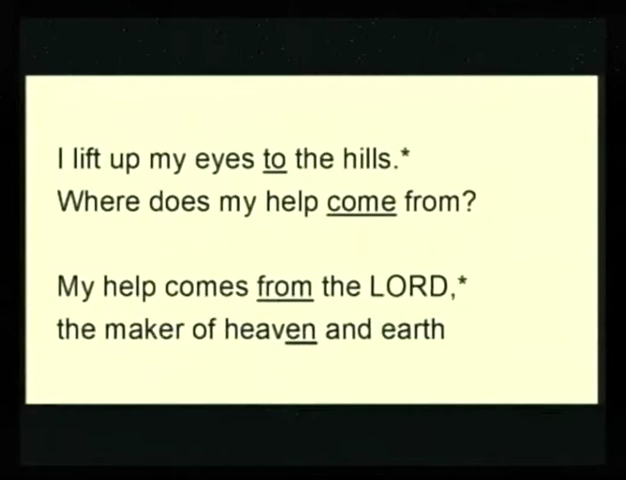 I lift up my eyes to the hills.*
Where does my help come from?
My help comes from the LORD,*
the maker of heaven and earth